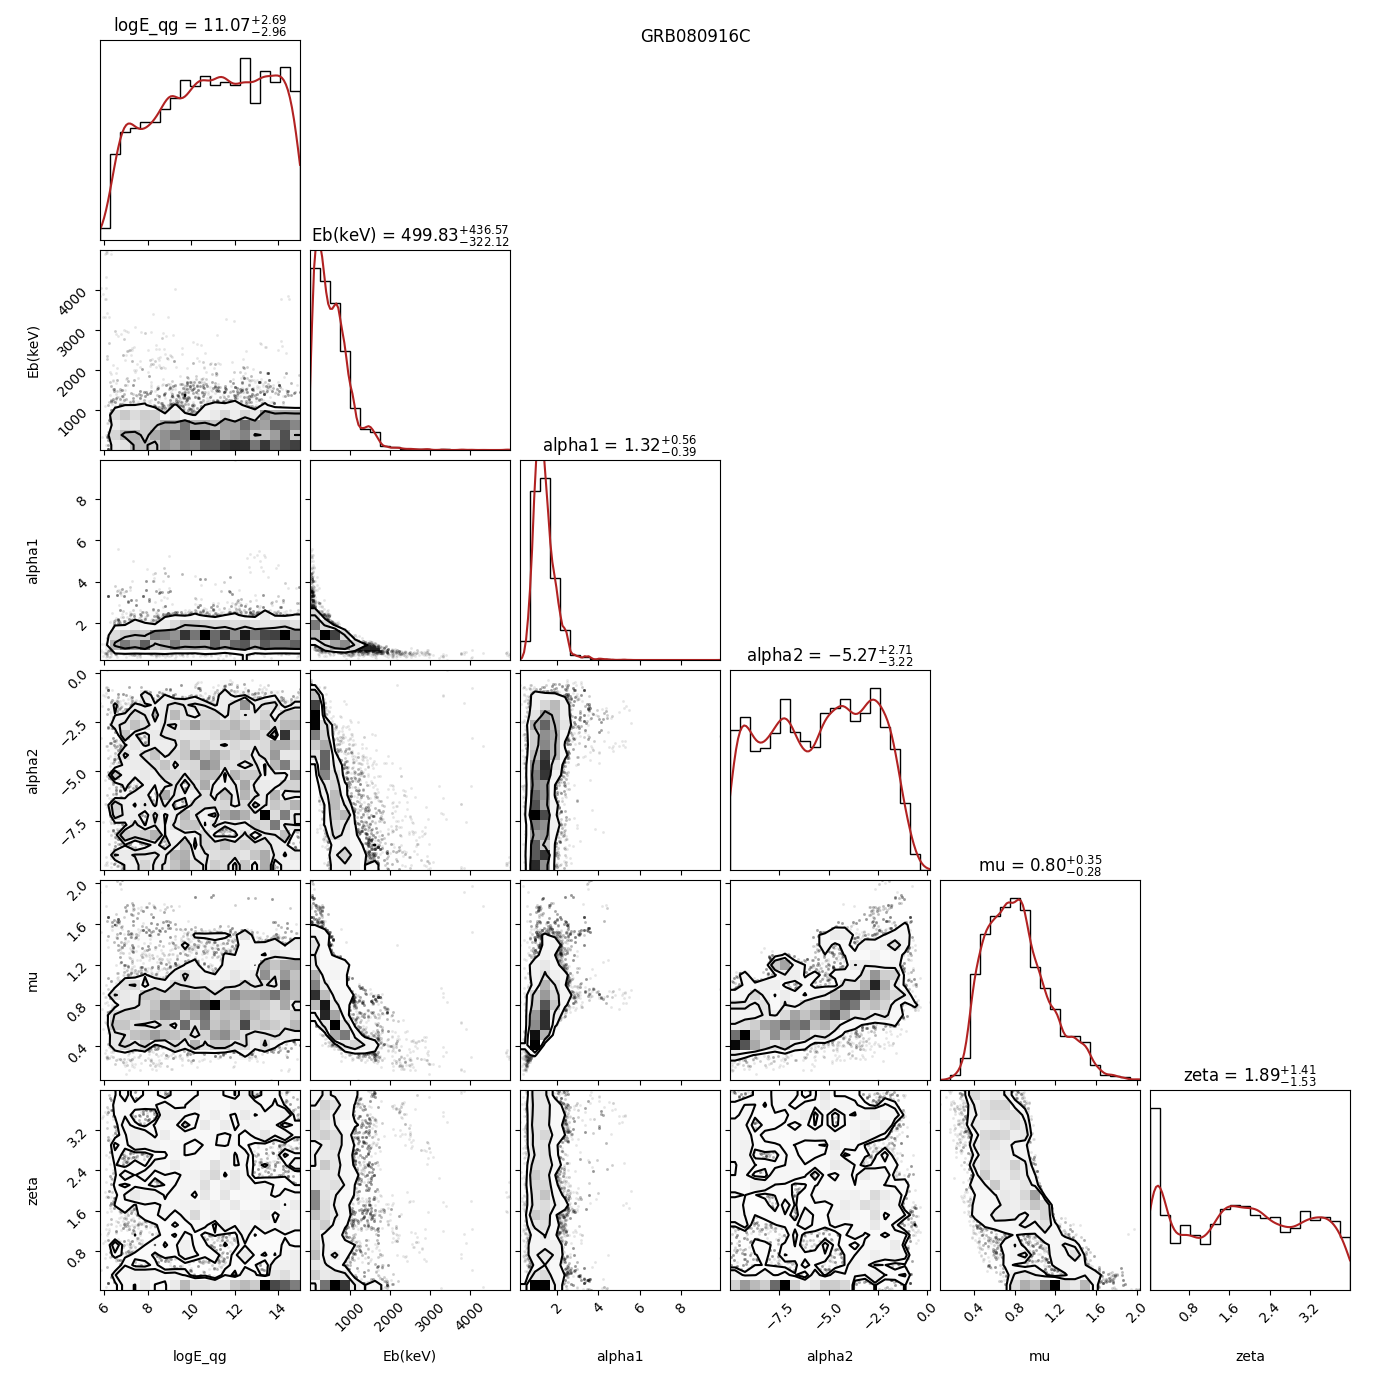 logE_qg = 11.07+2.69−2.96
GRB080916C
Eb(keV) = 499.83+436.57−322.12
4000
3000
2000
1000
Eb(keV)
alpha1 = 1.32+0.56−0.39
8
6
4
2
alpha1
alpha2 = −5.27+2.71−3.22
0.0
−2.5
−5.0
−7.5
alpha2
mu = 0.80+0.35−0.28
2.0
1.6
1.2
0.8
0.4
mu
zeta = 1.89+1.41−1.53
3.2
2.4
1.6
0.8
zeta
6 8 10 12 14 1000 2000 3000 4000 2 4 6 8 −7.5 −5.0 −2.5 0.0 0.4 0.8 1.2 1.6 2.0 0.8 1.6 2.4 3.2
logE_qg Eb(keV) alpha1 alpha2 mu zeta